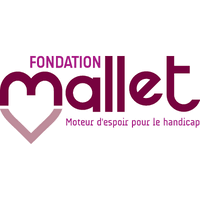 FONDATION
mallet
Moteur d'espoir pour le handicap